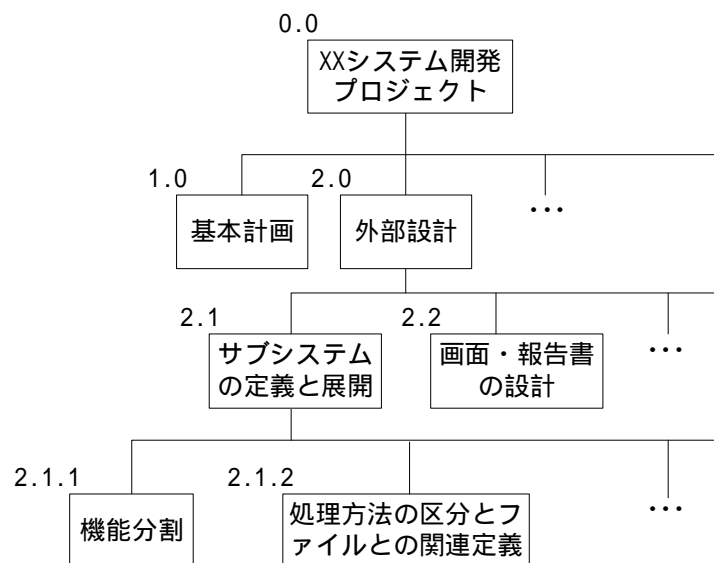 0.0
XXシステム開発
プロジェクト
1.0
基本計画
2.0
外部設計
...
2.1
サブシステム
の定義と展開
2.2
画面・報告書
の設計
...
2.1.1
機能分割
2.1.2
処理方法の区分とフ
ァイルとの関連定義
...